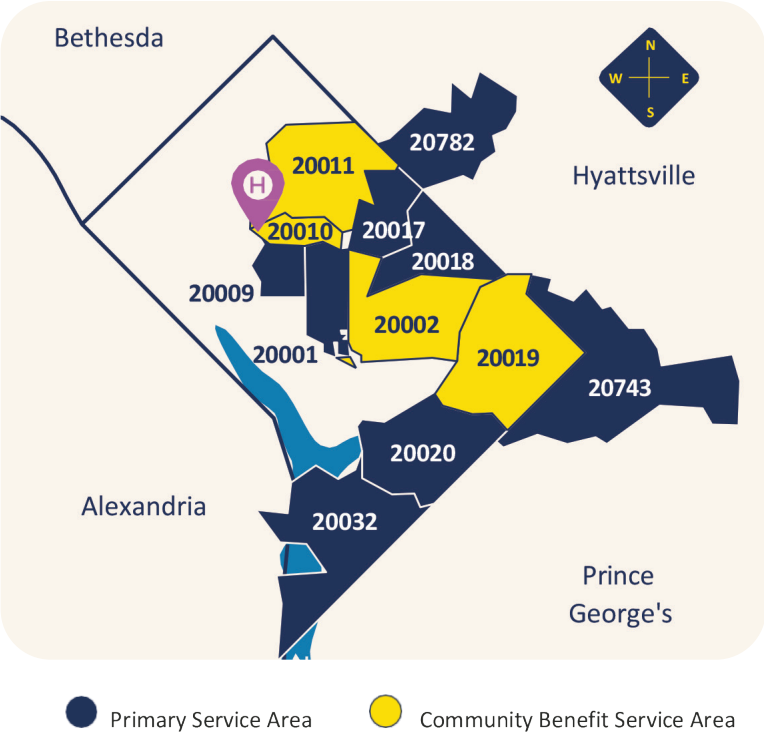 Bethesda
N
W E
S
20782
20011
Hyattsville
H
20010
20017
20018
20009
20002
20001
20019
20743
20020
Alexandria
20032
Prince
George's
Primary Service Area
Community Benefit Service Area